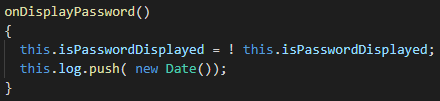 onDisplayPassword()
{
  this.isPasswordDisplayed = ! this.isPasswordDisplayed;
  this.log.push( new Date());
}